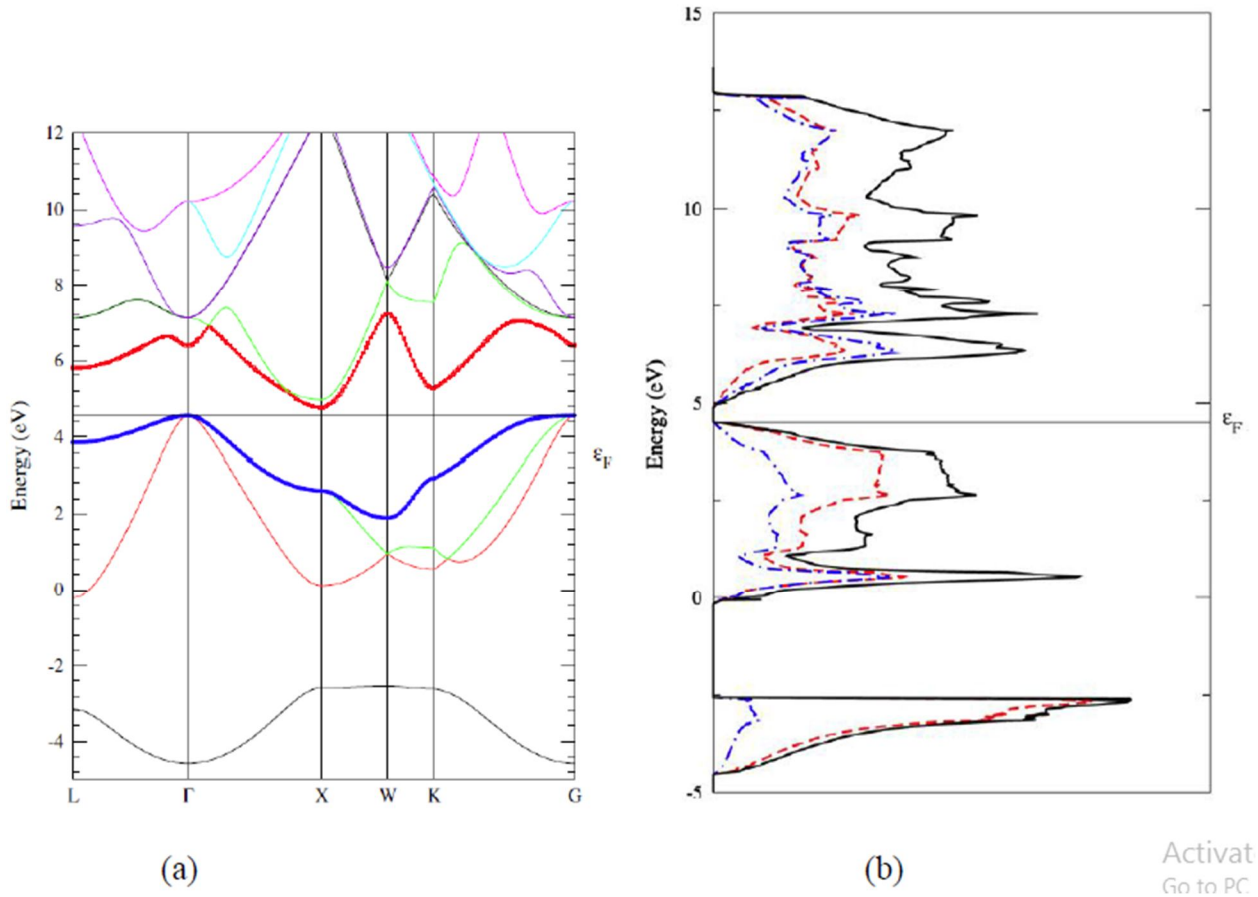 12
10
8
6
4
2
0
-2
-4
Energy (eV)
L Γ X W K G
εF
(a)
15
10
5
0
-5
Energy (eV)
εF
(b)
Activat
Go to PC